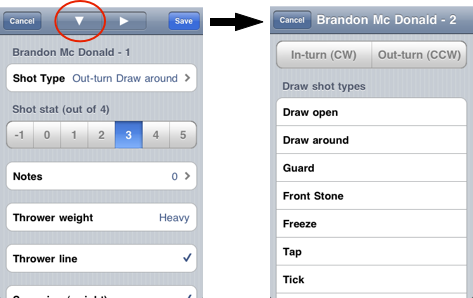 Cancel Save
Brandon Mc Donald - 1
Shot Type Out-turn Draw around
Shot stat (out of 4)
-1 0 1 2 3 4 5
Notes 0
Thrower weight Heavy
Thrower line
Cancel Brandon Mc Donald - 2
In-turn (CW) Out-turn (CCW)
Draw shot types
Draw open
Draw around
Guard
Front Stone
Freeze
Tap
Tick